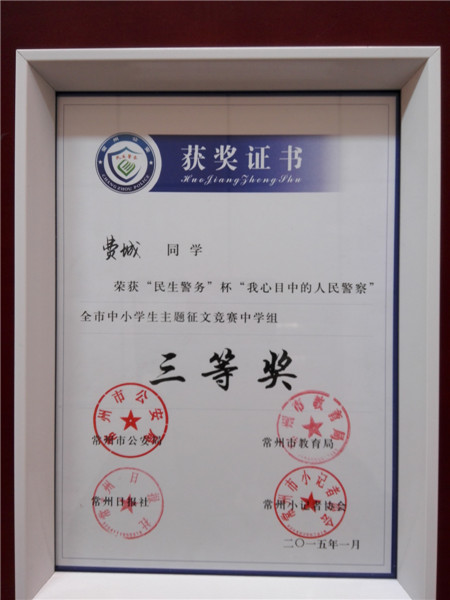 获奖证书
HuoJiangZhengShu
CHANGZHOU POLICE
费城 同学
荣获“民生警务”杯“我心目中的人民警察”
全市中小学生主题征文竞赛中学组
三等奖
常州市公安局 常州市教育局
常州日报社 常州小记者协会
二〇一五年一月